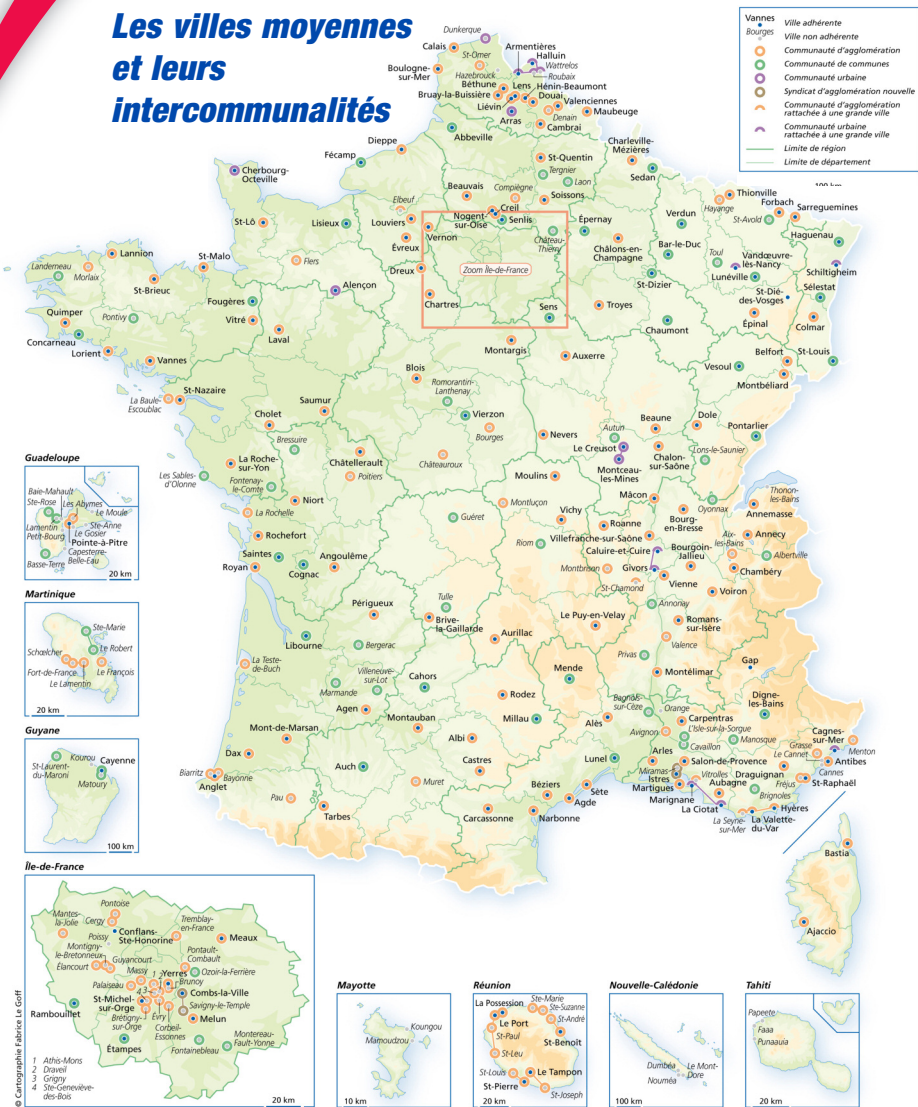 Les villes moyennes
et leurs
intercommunalités
Vannes
Ville adhérente
Bourges
Ville non adhérente
Communauté d'agglomération
Communauté de communes
Communauté urbaine
Syndicat d'agglomération nouvelle
Communauté d'agglomération
rattachée à une grande ville
Communauté urbaine
rattachée à une grande ville
Limite de région
Limite de département
100 km
Dunkerque
Calais
St-Omer
Armentières
Halluin
Wattrelos
Roubaix
Boulogne-
sur-Mer
Hazebrouck
Béthune
Lens
Hénin-Beaumont
Bruay-la-Buissière
Douai
Valenciennes
Liévin
Denain
Maubeuge
Arras
Cambrai
Abbeville
Dieppe
Fécamp
Charleville-
Mézières
Sedan
St-Quentin
Tergnier
Laon
Beauvais
Compiègne
Soissons
Creil
Nogent-
sur-Oise
Senlis
Cherbourg-
Octeville
St-Lô
Lisieux
Elbeuf
Louviers
Vernon
Évreux
Dreux
Chartres
Zoom Île-de-France
Château-
Thierry
Épernay
Châlons-en-
Champagne
Verdun
Bar-le-Duc
St-Dizier
Thionville
Hayange
Forbach
St-Avold
Sarreguemines
Haguenau
Toul
Vandœuvre-
lès-Nancy
Lunéville
Schiltigheim
Sélestat
St-Dié-
des-Vosges
Épinal
Colmar
Sens
Troyes
Chaumont
Lannion
Morlaix
Landerneau
St-Brieuc
St-Malo
Flers
Alençon
Fougères
Vitré
Laval
Quimper
Pontivy
Concarneau
Lorient
Vannes
Montargis
Auxerre
Belfort
St-Louis
Vesoul
Montbéliard
St-Nazaire
La Baule-
Escoublac
Saumur
Cholet
Blois
Romorantin-
Lanthenay
Vierzon
Bourges
Nevers
Autun
Le Creusot
Montceau-
les-Mines
Beaune
Dole
Chalon-
sur-Saône
Pontarlier
Lons-le-Saunier
Bressuire
La Roche-
sur-Yon
Châtellerault
Poitiers
Châteauroux
Les Sables-
d'Olonne
Fontenay-
le-Comte
Niort
La Rochelle
Rochefort
Saintes
Royan
Cognac
Angoulême
Moulins
Montluçon
Guéret
Vichy
Riom
Mâcon
Bourg-
en-Bresse
Oyonnax
Thonon-
les-Bains
Annemasse
Roanne
Villefranche-sur-Saône
Caluire-et-Cuire
Bourgoin-
Jallieu
Aix-
les-Bains
Annecy
Albertville
Montbrison
Givors
Vienne
Chambéry
St-Chamond
Voiron
Périgueux
Tulle
Brive-
la-Gaillarde
Aurillac
Le Puy-en-Velay
Annonay
Romans-
sur-Isère
Valence
Privas
Montélimar
Gap
Libourne
Bergerac
La Teste-
de-Buch
Marmande
Villeneuve-
sur-Lot
Agen
Cahors
Montauban
Rodez
Millau
Mende
Alès
Bagnols-
sur-Cèze
Orange
Carpentras
L'Isle-sur-la-Sorgue
Avignon
Cavaillon
Manosque
Digne-
les-Bains
Mont-de-Marsan
Dax
Auch
Albi
Castres
Lunel
Arles
Salon-de-Provence
Miramas
Istres
Vitrolles
Martigues
Aubagne
Marignane
La Ciotat
Draguignan
Brignoles
Grasse
Le Cannet
Cagnes-
sur-Mer
Menton
Antibes
Cannes
Fréjus
St-Raphaël
Hyères
La Seyne-
sur-Mer
La Valette-
du-Var
Biarritz
Bayonne
Anglet
Pau
Tarbes
Muret
Carcassonne
Béziers
Narbonne
Agde
Sète
Bastia
Ajaccio
Guadeloupe
Baie-Mahault
Ste-Rose
Les Abymes
Le Moule
Lamentin
Petit-Bourg
Ste-Anne
Le Gosier
Pointe-à-Pitre
Capesterre-
Belle-Eau
Basse-Terre
20 km
Martinique
Ste-Marie
Schœlcher
Le Robert
Fort-de-France
Le François
Le Lamentin
20 km
Guyane
Kourou
Cayenne
St-Laurent-
du-Maroni
Matoury
100 km
Île-de-France
Pontoise
Mantes-
la-Jolie
Cergy
Conflans-
Ste-Honorine
Poissy
Tremblay-
en-France
Meaux
Montigny-
le-Bretonneux
Guyancourt
Élancourt
Massy
Palaiseau
Pontault-
Combault
Yerres
Ozoir-la-Ferrière
Brunoy
Combs-la-Ville
1
2
3
4
St-Michel-
sur-Orge
Savigny-le-Temple
Rambouillet
Brétigny-
sur-Orge
Évry
Corbeil-
Essonnes
Melun
Étampes
Fontainebleau
Montereau-
Fault-Yonne
1 Athis-Mons
2 Draveil
3 Grigny
4 Ste-Geneviève-
des-Bois
20 km
© Cartographie Fabrice Le Goff
Mayotte
Koungou
Mamoudzou
10 km
Réunion
Ste-Marie
Ste-Suzanne
La Possession
St-André
Le Port
St-Paul
St-Benoît
St-Leu
St-Louis
Le Tampon
St-Pierre
St-Joseph
20 km
Nouvelle-Calédonie
Dumbéa
Le Mont-
Dore
Nouméa
100 km
Tahiti
Papeete
Faaa
Punaauia
20 km